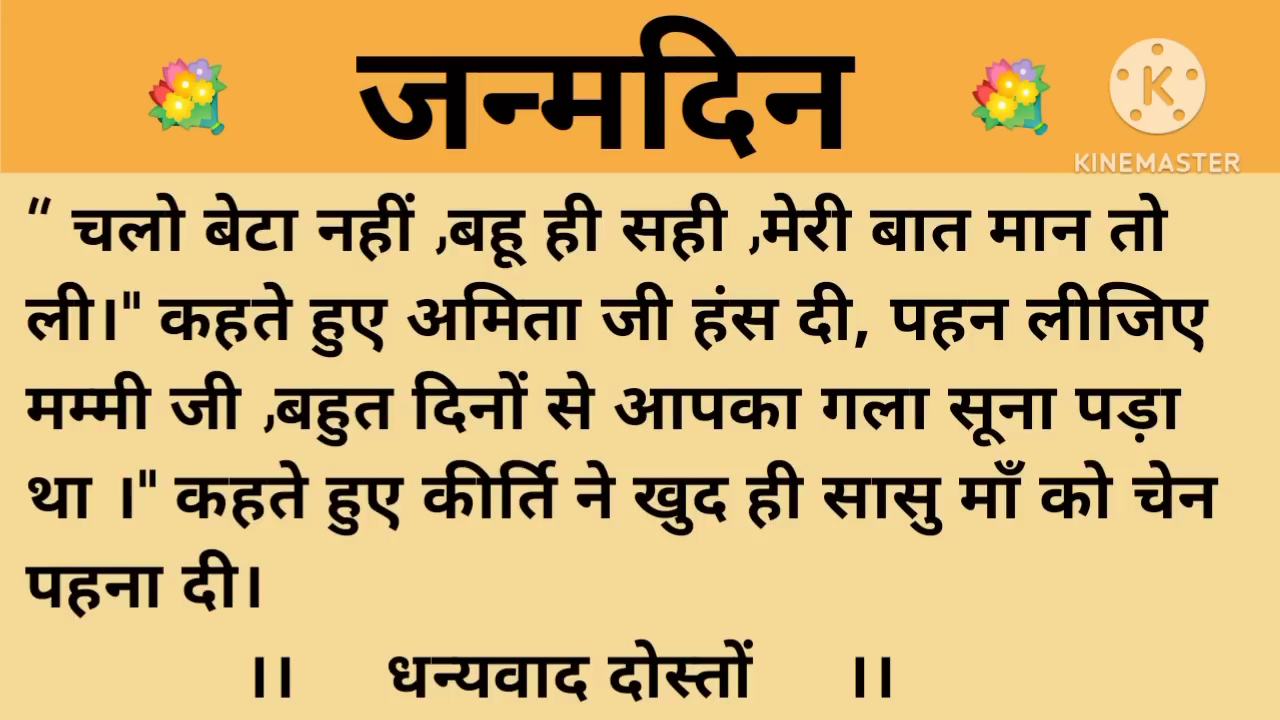 जन्मदिन
KINEMASTER
“ चलो बेटा नहीं ,बहू ही सही ,मेरी बात मान तो
ली।" कहते हुए अमिता जी हंस दी, पहन लीजिए
मम्मी जी ,बहुत दिनों से आपका गला सूना पड़ा
था ।" कहते हुए कीर्ति ने खुद ही सासु माँ को चेन
पहना दी।
।। धन्यवाद दोस्तों ।।